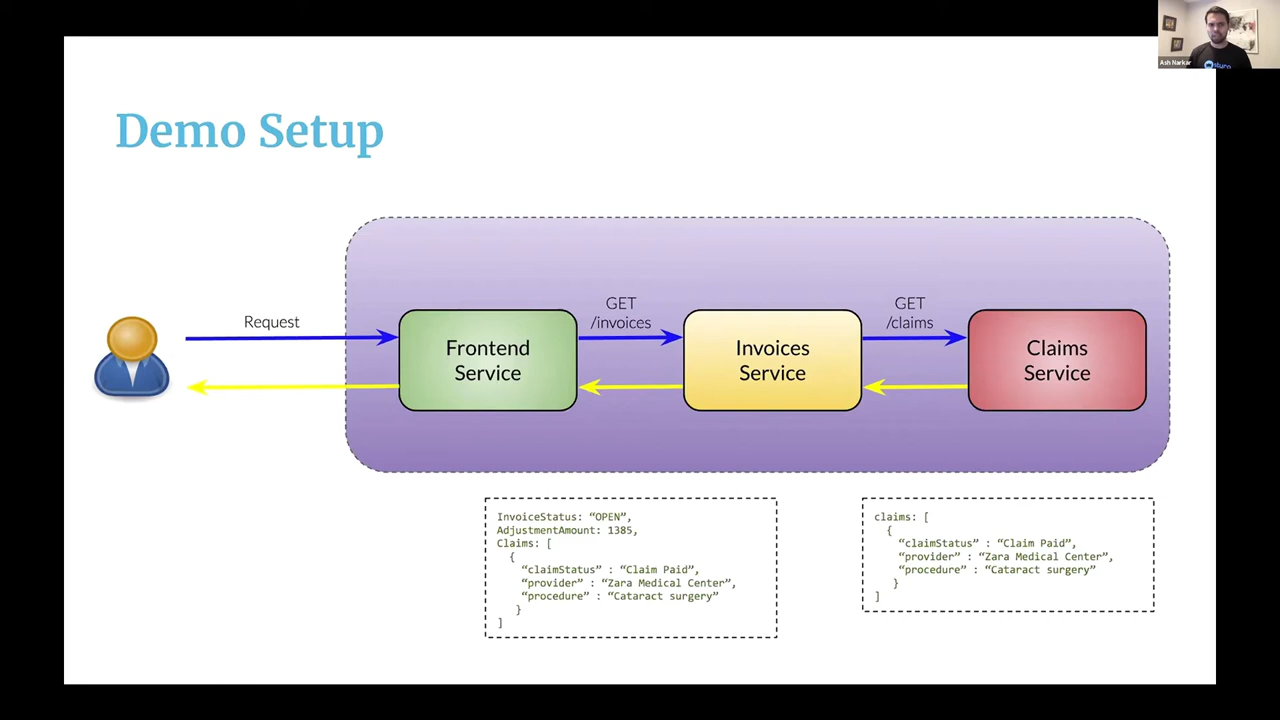 Ash Narkar
styra
Demo Setup
Request
GET
/invoices
GET
/claims
Frontend
Service
Invoices
Service
Claims
Service
InvoiceStatus: “OPEN”,
AdjustmentAmount: 1385,
Claims: [
{
“claimStatus” : “Claim Paid”,
“provider” : “Zara Medical Center”,
“procedure” : “Cataract surgery”
}
]
claims: [
{
“claimStatus” : “Claim Paid”,
“provider” : “Zara Medical Center”,
“procedure” : “Cataract surgery”
}
]